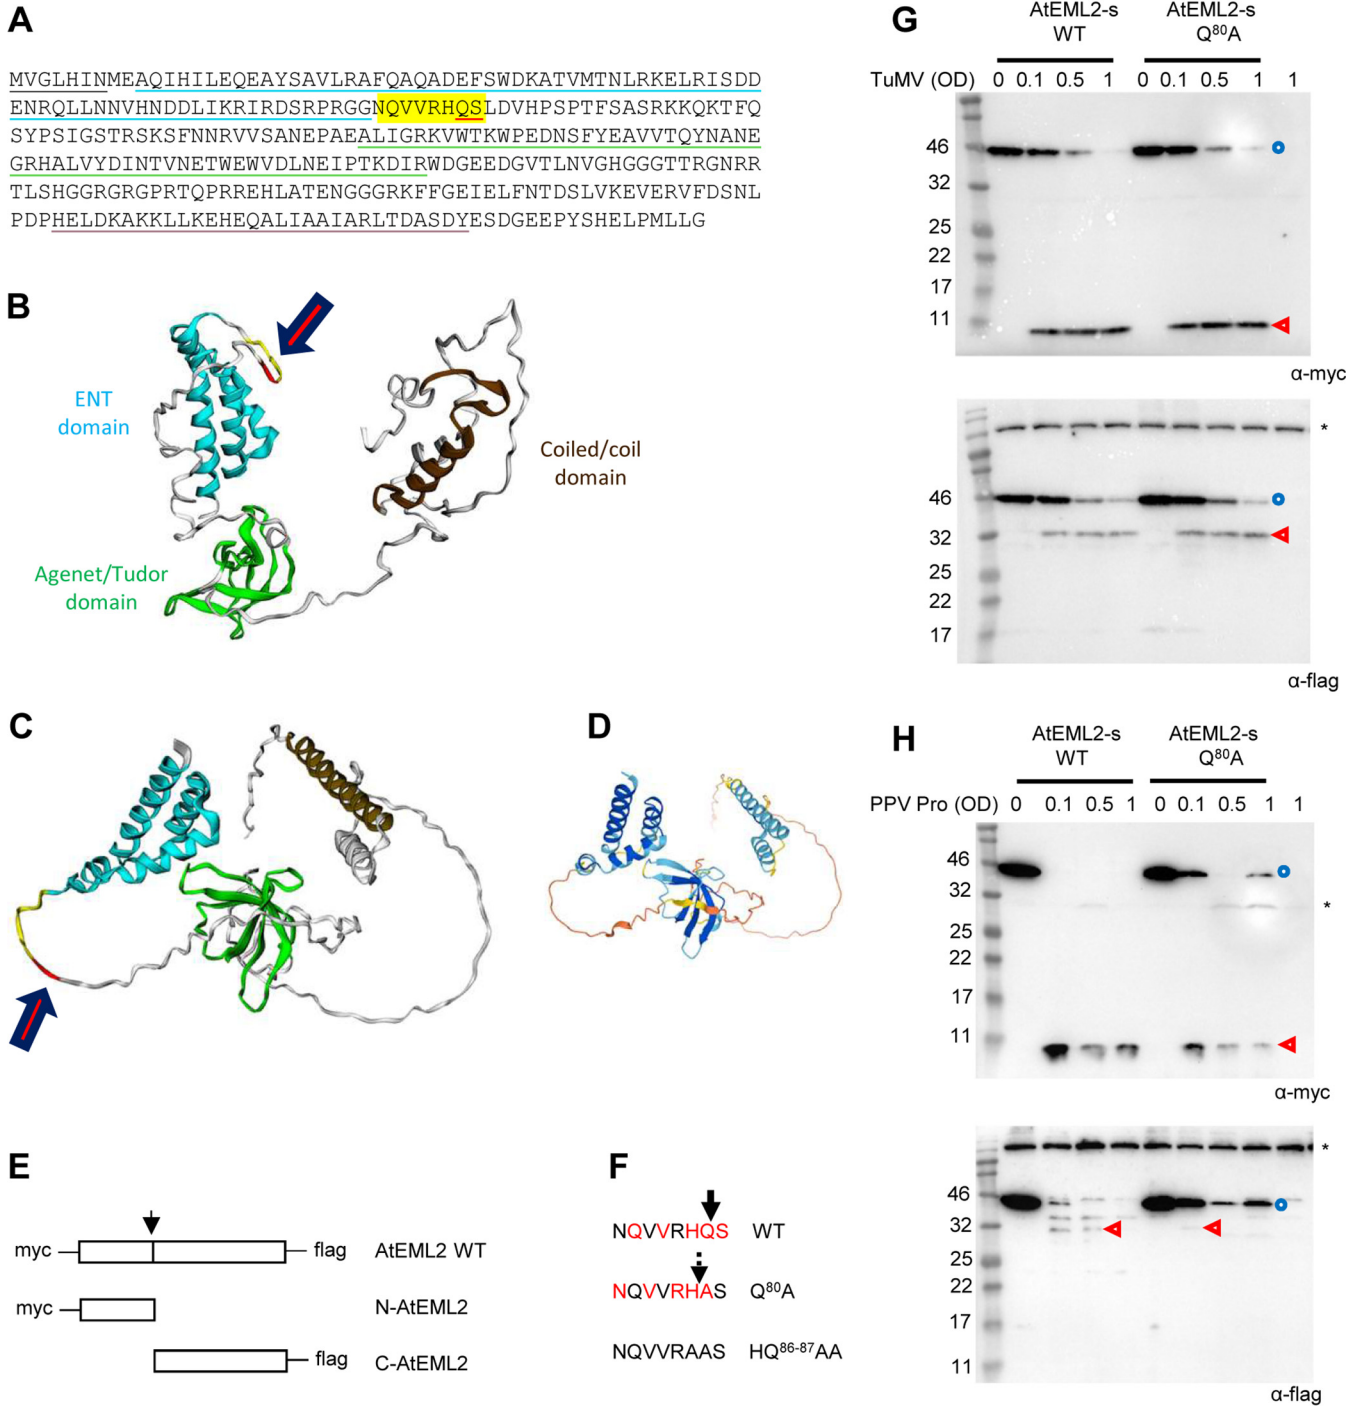 A
MVGLHINMEAQIHILEQEAYSAVLRAFQAQADEFSWDKATVMTNLRKELRISDD
ENRQLLNNVHNDDLIKRIRDSRPRGGNQVVRHQSLDVHPSPTFSASRKKQKTFQ
SYPSIGSTRSKSFNNRVVSANEPAEALIGRKVWTKWPEDNSFYEAVVTQYNANE
GRHALVYDINTVNETWEWVDLNEIPTKDIRWDGEEDGVTLNVGHGGGTTRGNRR
TLSHGGRGRGPRTQPRREHLATENGGGRKFFGEIELFNTDSLVKEVERVFDSNL
PDPHELDKAKKLLKEHEQALIAAIARLTDASDYESDGEEPYSHELPMLLG
B
ENT
domain
Agenet/Tudor
domain
Coiled/coil
domain
C
D
E
myc flag AtEML2 WT
myc N-AtEML2
flag C-AtEML2
F
NQVVRHQS WT
NQVVRHAS Q80A
NQVVRAAS HQ86-87AA
G
AtEML2-s
WT
AtEML2-s
Q80A
TuMV (OD) 0 0.1 0.5 1 0 0.1 0.5 1 1
46
32
25
22
17
11
α-myc
*
46
32
25
22
17
α-flag
H
AtEML2-s
WT
AtEML2-s
Q80A
PPV Pro (OD) 0 0.1 0.5 1 0 0.1 0.5 1 1
46
32
*
25
22
17
11
α-myc
*
46
32
25
22
17
11
α-flag